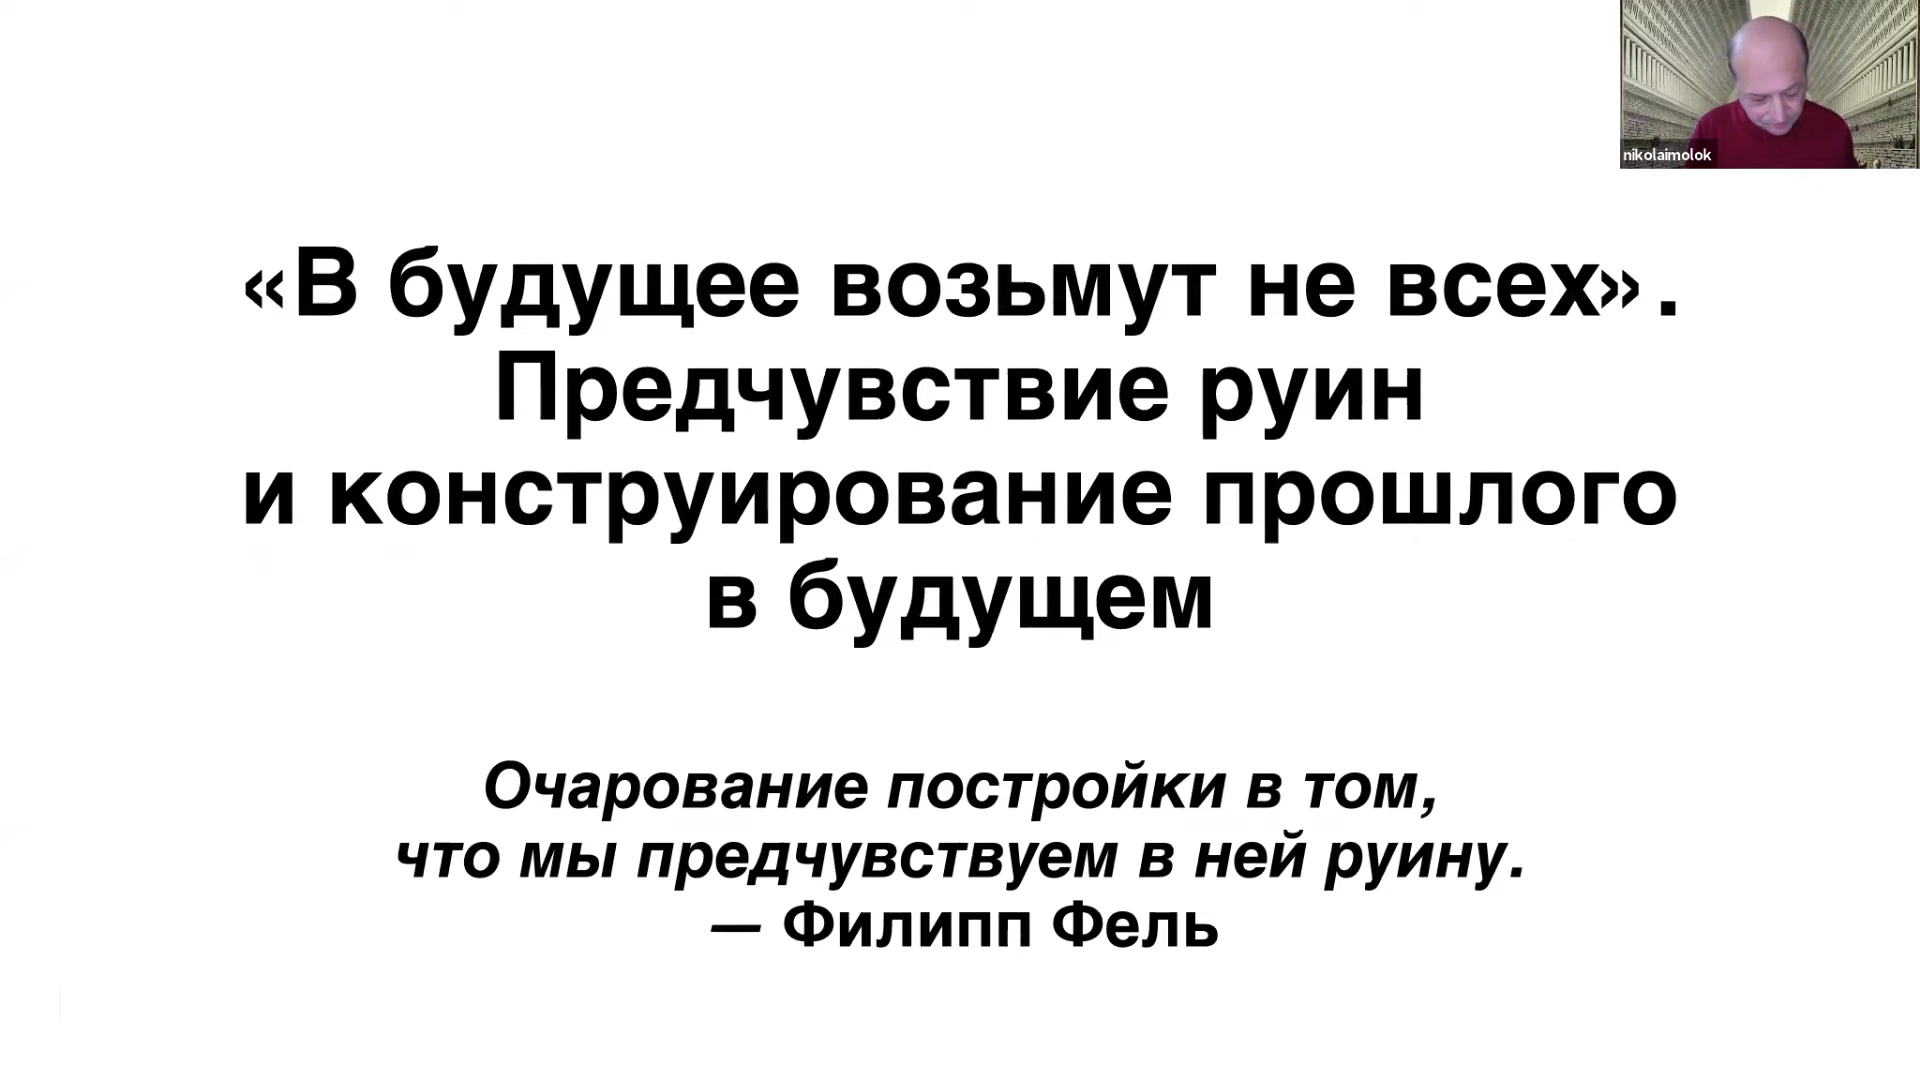 nikolaimolok
«В будущее возьмут не всех».
Предчувствие руин
и конструирование прошлого
в будущем
Очарование постройки в том,
что мы предчувствуем в ней руину.
— Филипп Фель